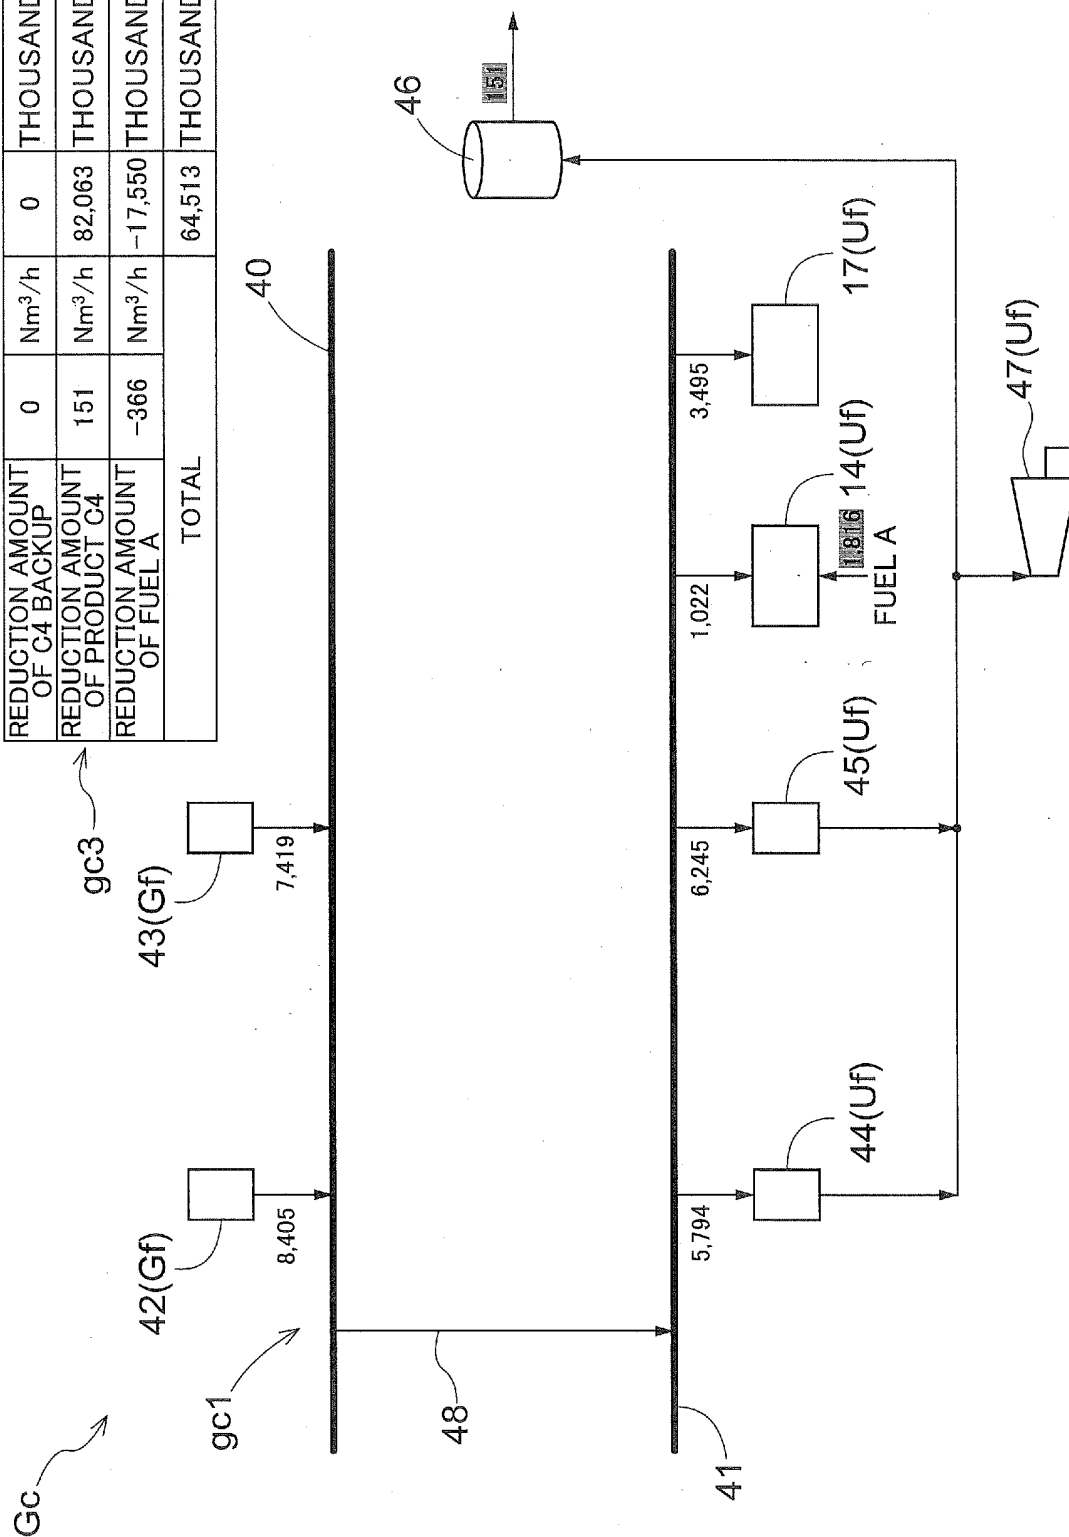 Gc
gc1
gc3
REDUCTION AMOUNT OF C4 BACKUP 0 Nm³/h 0 THOUSAND
REDUCTION AMOUNT OF PRODUCT C4 151 Nm³/h 82,063 THOUSAND
REDUCTION AMOUNT OF FUEL A -366 Nm³/h -17,550 THOUSAND
TOTAL 64,513 THOUSAND
42(Gf)
43(Gf)
8,405
7,419
40
48
46
151
41
5,794
6,245
1,022
3,495
44(Uf)
45(Uf)
1,816
14(Uf)
FUEL A
17(Uf)
47(Uf)